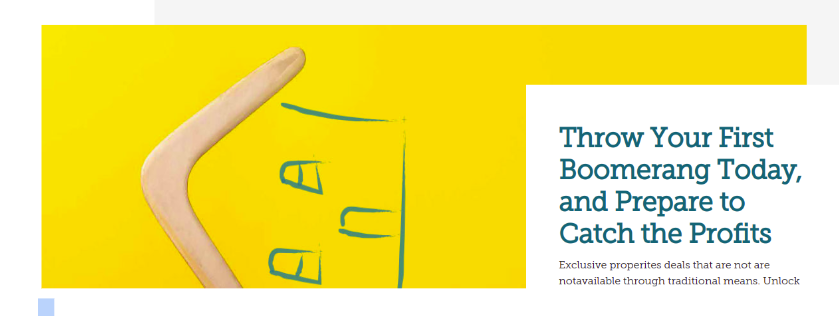 Throw Your First
Boomerang Today,
and Prepare to
Catch the Profits
Exclusive properites deals that are not are
notavailable through traditional means. Unlock